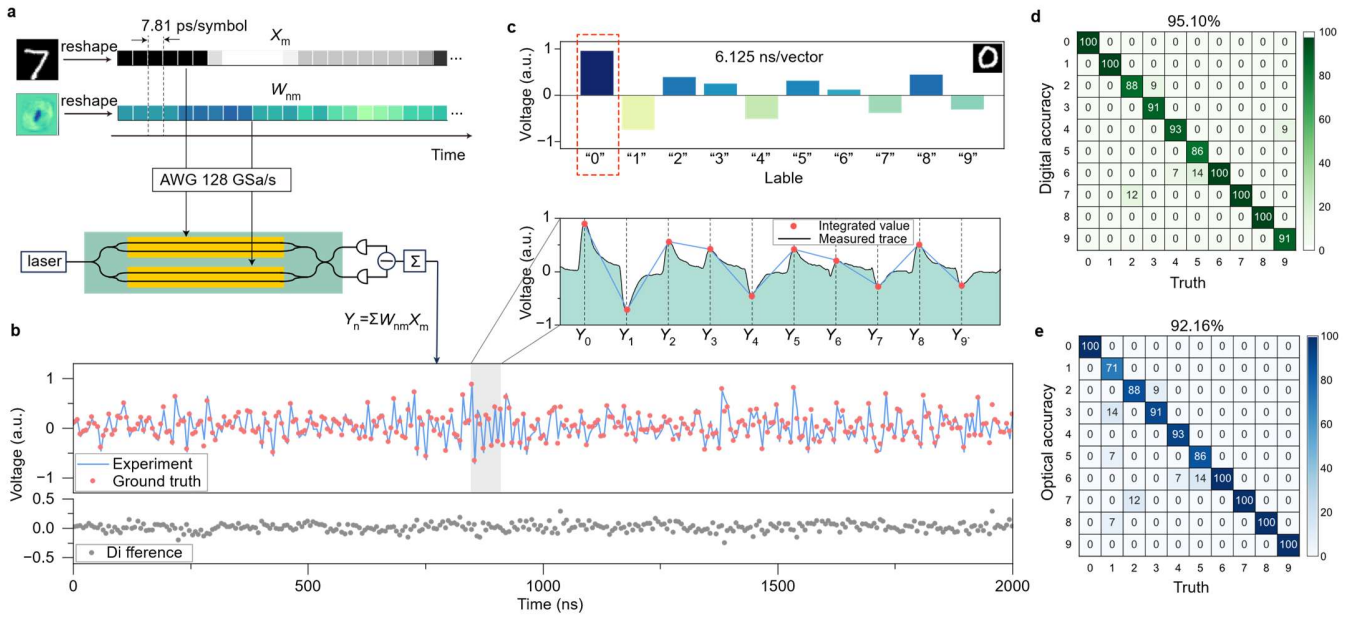 a
7.81 ps/symbol
Xm
reshape
...
Wnm
reshape
...
Time
AWG 128 GSa/s
laser
−
Σ
Yn=ΣWnmXm
b
1
0
−1
Voltage (a.u.)
Experiment
Ground truth
0.5
0.0
−0.5
Di fference
0
500
1000
1500
2000
Time (ns)
c
1
0
−1
Voltage (a.u.)
6.125 ns/vector
0
"0" "1" "2" "3" "4" "5" "6" "7" "8" "9"
Lable
1
0
−1
Voltage (a.u.)
Integrated value
Measured trace
Y0 Y1 Y2 Y3 Y4 Y5 Y6 Y7 Y8 Y9.
d
95.10%
Digital accuracy
0 100 0 0 0 0 0 0 0 0 0
1 0 100 0 0 0 0 0 0 0 0
2 0 0 88 9 0 0 0 0 0 0
3 0 0 0 91 0 0 0 0 0 0
4 0 0 0 0 93 0 0 0 0 9
5 0 0 0 0 0 86 0 0 0 0
6 0 0 0 0 7 14 100 0 0 0
7 0 0 12 0 0 0 0 100 0 0
8 0 0 0 0 0 0 0 0 100 0
9 0 0 0 0 0 0 0 0 0 91
0 1 2 3 4 5 6 7 8 9
Truth
100
80
60
40
20
0
e
92.16%
Optical accuracy
0 100 0 0 0 0 0 0 0 0 0
1 0 71 0 0 0 0 0 0 0 0
2 0 0 88 9 0 0 0 0 0 0
3 0 14 0 91 0 0 0 0 0 0
4 0 0 0 0 93 0 0 0 0 0
5 0 7 0 0 0 86 0 0 0 0
6 0 0 0 0 7 14 100 0 0 0
7 0 0 12 0 0 0 0 100 0 0
8 0 7 0 0 0 0 0 0 100 0
9 0 0 0 0 0 0 0 0 0 100
0 1 2 3 4 5 6 7 8 9
Truth
100
80
60
40
20
0